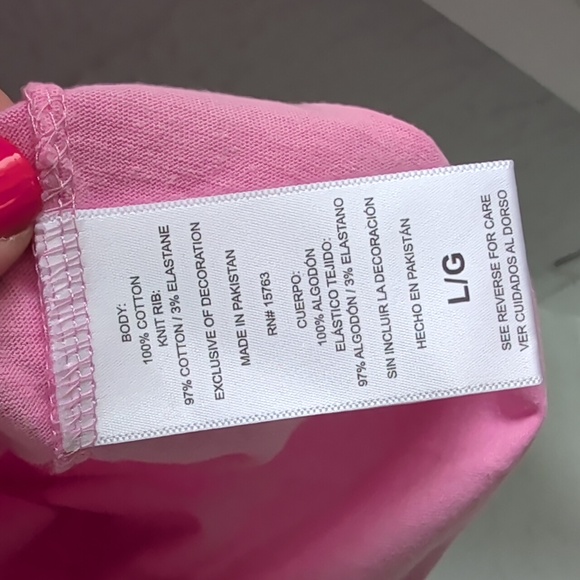 BODY:
100% COTTON
KNIT RIB:
97% COTTON / 3% ELASTANE
EXCLUSIVE OF DECORATION
MADE IN PAKISTAN
RN# 15763
CUERPO:
100% ALGODÓN
ELÁSTICO TEJIDO:
97% ALGODÓN / 3% ELASTANO
SIN INCLUIR LA DECORACIÓN
HECHO EN PAKISTÁN
L/G
SEE REVERSE FOR CARE
VER CUIDADOS AL DORSO